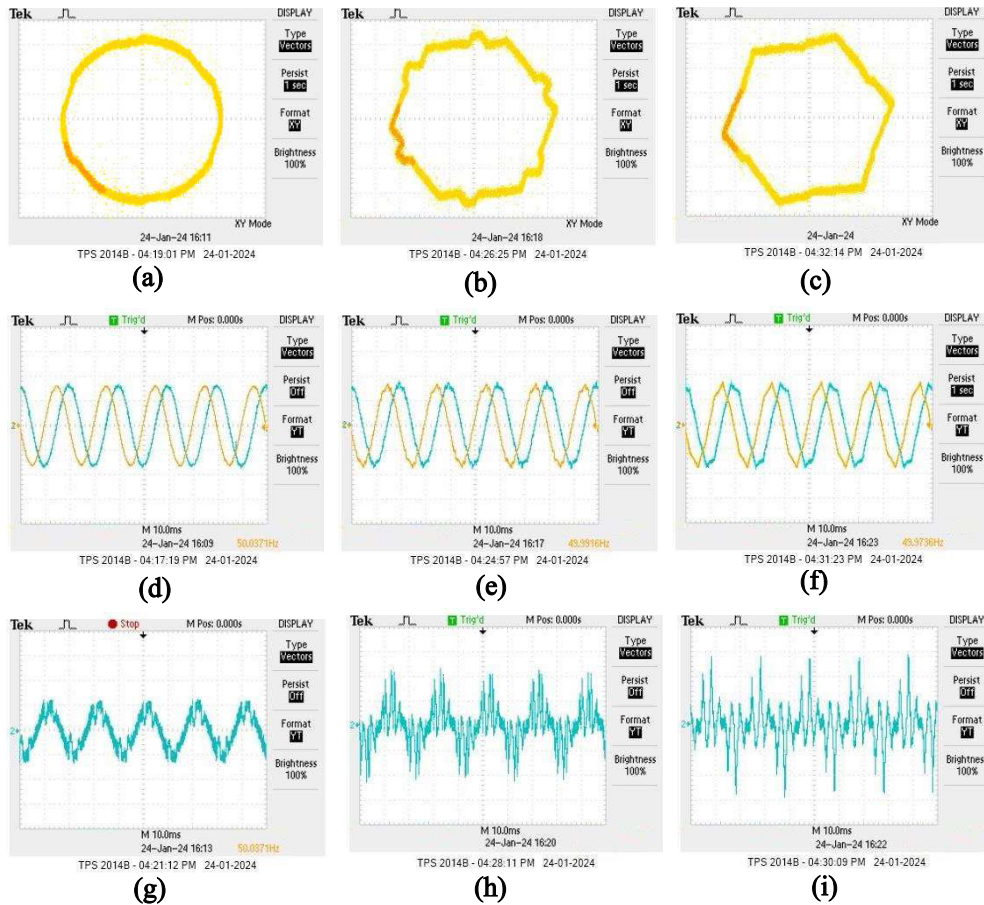 Tek
DISPLAY
Type
Vectors
Persist
1 sec
Format
XY
Brightness
100%
XY Mode
24-Jan-24 16:11
TPS 2014B - 04:19:01 PM 24-01-2024
(a)
Tek
DISPLAY
Type
Vectors
Persist
1 sec
Format
XY
Brightness
100%
XY Mode
24-Jan-24 16:18
TPS 2014B - 04:26:25 PM 24-01-2024
(b)
Tek
DISPLAY
Type
Vectors
Persist
1 sec
Format
XY
Brightness
100%
XY Mode
24-Jan-24
TPS 2014B - 04:32:14 PM 24-01-2024
(c)
Tek T Trig'd M Pos: 0.000s DISPLAY
Type
Vectors
Persist
Off
Format
YT
Brightness
100%
2
M 10.0ms
24-Jan-24 16:09 50.0371Hz
TPS 2014B - 04:17:19 PM 24-01-2024
(d)
Tek T Trig'd M Pos: 0.000s DISPLAY
Type
Vectors
Persist
Off
Format
YT
Brightness
100%
2
M 10.0ms
24-Jan-24 16:17 49.9916Hz
TPS 2014B - 04:24:57 PM 24-01-2024
(e)
Tek T Trig'd M Pos: 0.000s DISPLAY
Type
Vectors
Persist
1 sec
Format
YT
Brightness
100%
2
M 10.0ms
24-Jan-24 16:23 49.9736Hz
TPS 2014B - 04:31:23 PM 24-01-2024
(f)
Tek Stop M Pos: 0.000s DISPLAY
Type
Vectors
Persist
Off
Format
YT
Brightness
100%
2
M 10.0ms
24-Jan-24 16:13 50.0371Hz
TPS 2014B - 04:21:12 PM 24-01-2024
(g)
Tek T Trig'd M Pos: 0.000s DISPLAY
Type
Vectors
Persist
Off
Format
YT
Brightness
100%
2
M 10.0ms
24-Jan-24 16:20
TPS 2014B - 04:28:11 PM 24-01-2024
(h)
Tek T Trig'd M Pos: 0.000s DISPLAY
Type
Vectors
Persist
Off
Format
YT
Brightness
100%
2
M 10.0ms
24-Jan-24 16:22
TPS 2014B - 04:30:09 PM 24-01-2024
(i)